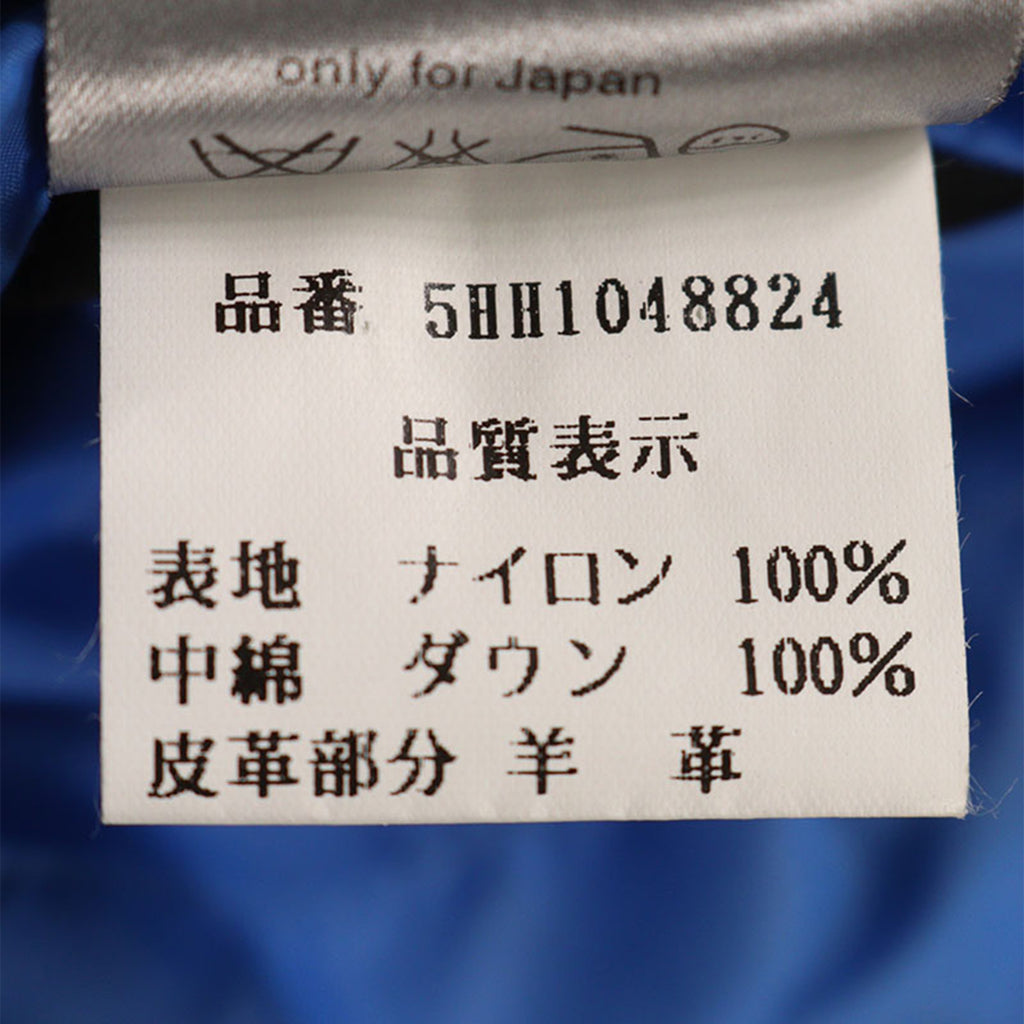 only for Japan
品番 5HH1048824
品質表示
表地 ナイロン 100%
中綿 ダウン 100%
皮革部分 羊 革